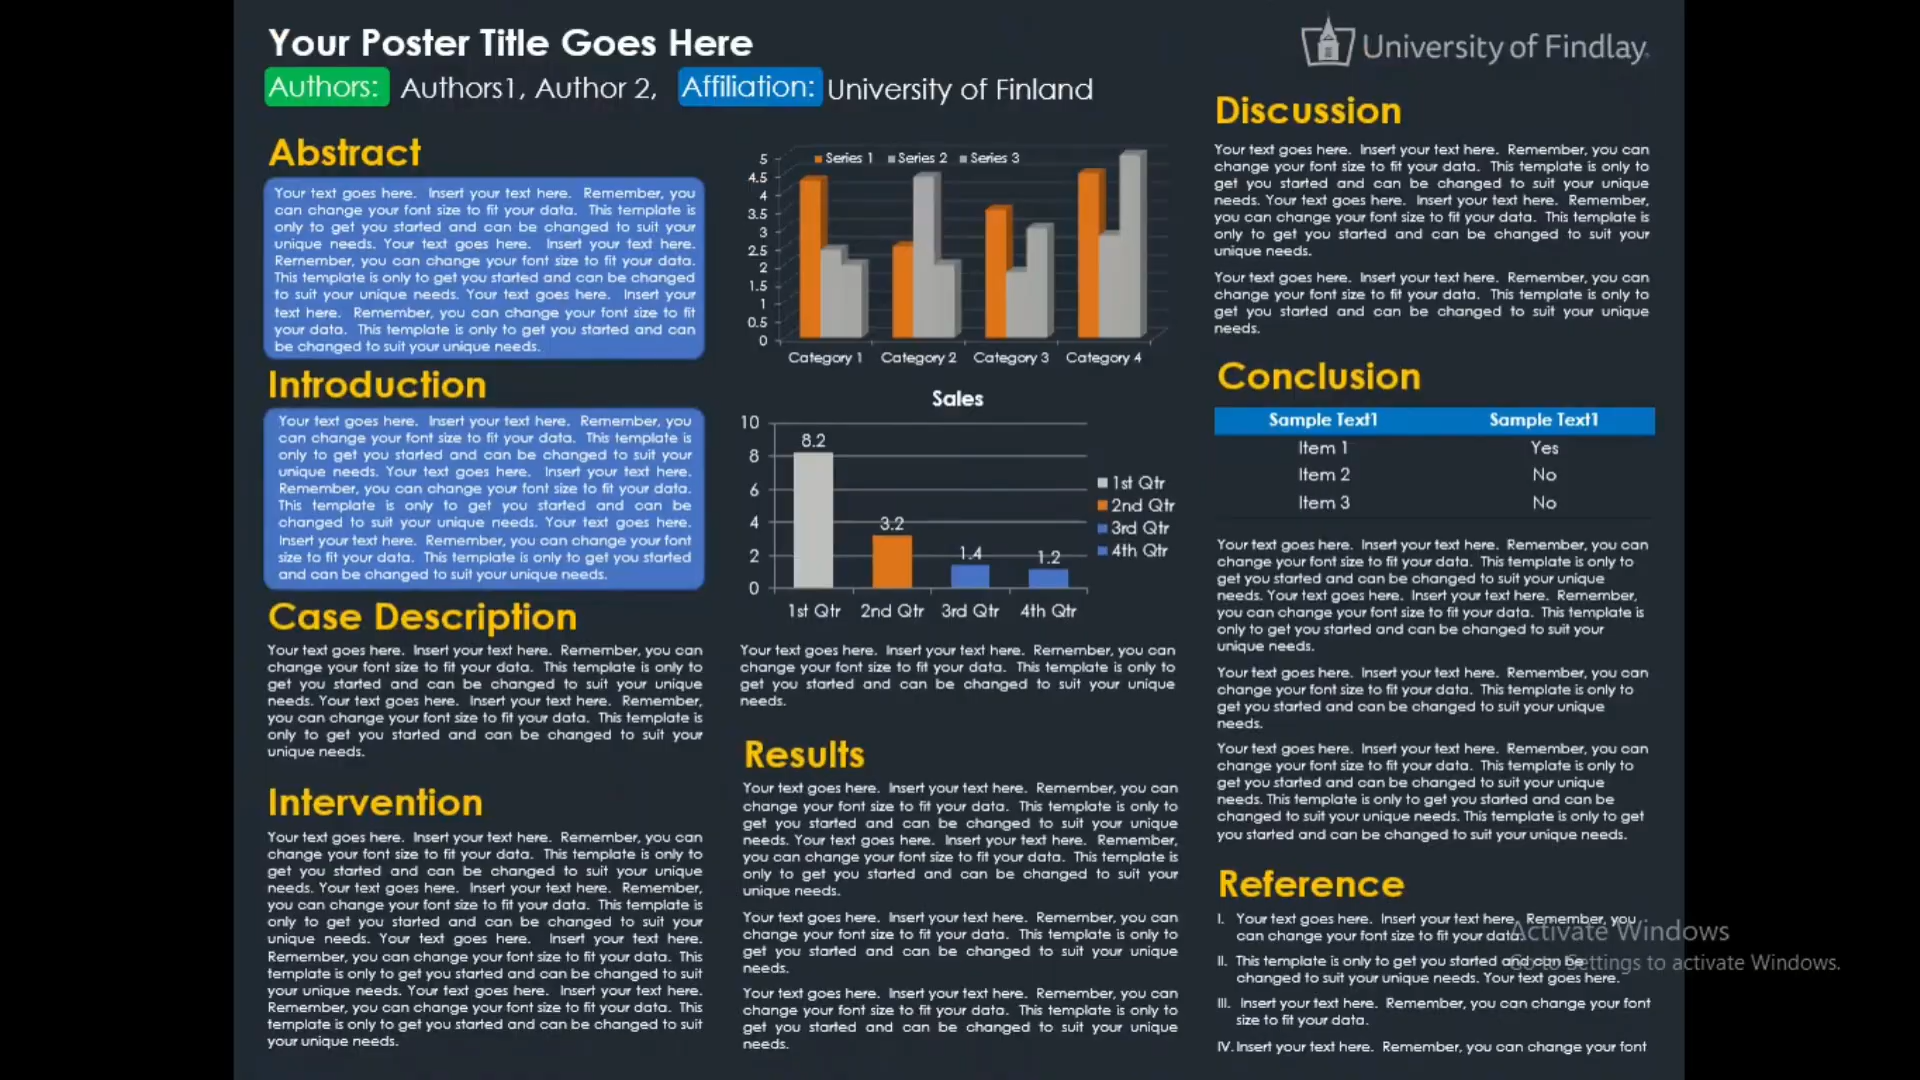 Your Poster Title Goes Here
Authors: Authors1, Author 2, Affiliation: University of Finland
Abstract
Your text goes here. Insert your text here. Remember, you
can change your font size to fit your data. This template is
only to get you started and can be changed to suit your
unique needs. Your text goes here. Insert your text here.
Remember, you can change your font size to fit your data.
This template is only to get you started and can be changed
to suit your unique needs. Your text goes here. Insert your
text here. Remember, you can change your font size to fit
your data. This template is only to get you started and can
be changed to suit your unique needs.
Introduction
Your text goes here. Insert your text here. Remember, you
can change your font size to fit your data. This template is
only to get you started and can be changed to suit your
unique needs. Your text goes here. Insert your text here.
Remember, you can change your font size to fit your data.
This template is only to get you started and can be
changed to suit your unique needs. Your text goes here.
Insert your text here. Remember, you can change your font
size to fit your data. This template is only to get you started
and can be changed to suit your unique needs.
Case Description
Your text goes here. Insert your text here. Remember, you can
change your font size to fit your data. This template is only to
get you started and can be changed to suit your unique
needs. Your text goes here. Insert your text here. Remember,
you can change your font size to fit your data. This template is
only to get you started and can be changed to suit your
unique needs.
Intervention
Your text goes here. Insert your text here. Remember, you can
change your font size to fit your data. This template is only to
get you started and can be changed to suit your unique
needs. Your text goes here. Insert your text here. Remember,
you can change your font size to fit your data. This template is
only to get you started and can be changed to suit your
unique needs. Your text goes here. Insert your text here.
Remember, you can change your font size to fit your data. This
template is only to get you started and can be changed to suit
your unique needs. Your text goes here. Insert your text here.
Remember, you can change your font size to fit your data. This
template is only to get you started and can be changed to suit
your unique needs.
Series 1 Series 2 Series 3
5
4.5
4
3.5
3
2.5
2
1.5
1
0.5
0
Category 1 Category 2 Category 3 Category 4
Sales
10
8
6
4
2
0
8.2
3.2
1.4
1.2
1st Qtr 2nd Qtr 3rd Qtr 4th Qtr
1st Qtr
2nd Qtr
3rd Qtr
4th Qtr
Your text goes here. Insert your text here. Remember, you can
change your font size to fit your data. This template is only to
get you started and can be changed to suit your unique
needs.
Results
Your text goes here. Insert your text here. Remember, you can
change your font size to fit your data. This template is only to
get you started and can be changed to suit your unique
needs. Your text goes here. Insert your text here. Remember,
you can change your font size to fit your data. This template is
only to get you started and can be changed to suit your
unique needs.
Your text goes here. Insert your text here. Remember, you can
change your font size to fit your data. This template is only to
get you started and can be changed to suit your unique
needs.
Your text goes here. Insert your text here. Remember, you can
change your font size to fit your data. This template is only to
get you started and can be changed to suit your unique
needs.
University of Findlay
Discussion
Your text goes here. Insert your text here. Remember, you can
change your font size to fit your data. This template is only to
get you started and can be changed to suit your unique
needs. Your text goes here. Insert your text here. Remember,
you can change your font size to fit your data. This template is
only to get you started and can be changed to suit your
unique needs.
Your text goes here. Insert your text here. Remember, you can
change your font size to fit your data. This template is only to
get you started and can be changed to suit your unique
needs.
Conclusion
Sample Text1 Sample Text1
Item 1 Yes
Item 2 No
Item 3 No
Your text goes here. Insert your text here. Remember, you can
change your font size to fit your data. This template is only to
get you started and can be changed to suit your unique
needs. Your text goes here. Insert your text here. Remember,
you can change your font size to fit your data. This template is
only to get you started and can be changed to suit your
unique needs.
Your text goes here. Insert your text here. Remember, you can
change your font size to fit your data. This template is only to
get you started and can be changed to suit your unique
needs.
Your text goes here. Insert your text here. Remember, you can
change your font size to fit your data. This template is only to
get you started and can be changed to suit your unique
needs. This template is only to get you started and can be
changed to suit your unique needs. This template is only to get
you started and can be changed to suit your unique needs.
Reference
I. Your text goes here. Insert your text here. Remember, you
can change your font size to fit your data.
II. This template is only to get you started and can be
changed to suit your unique needs. Your text goes here.
III. Insert your text here. Remember, you can change your font
size to fit your data.
IV. Insert your text here. Remember, you can change your font
Activate Windows
Go to Settings to activate Windows.